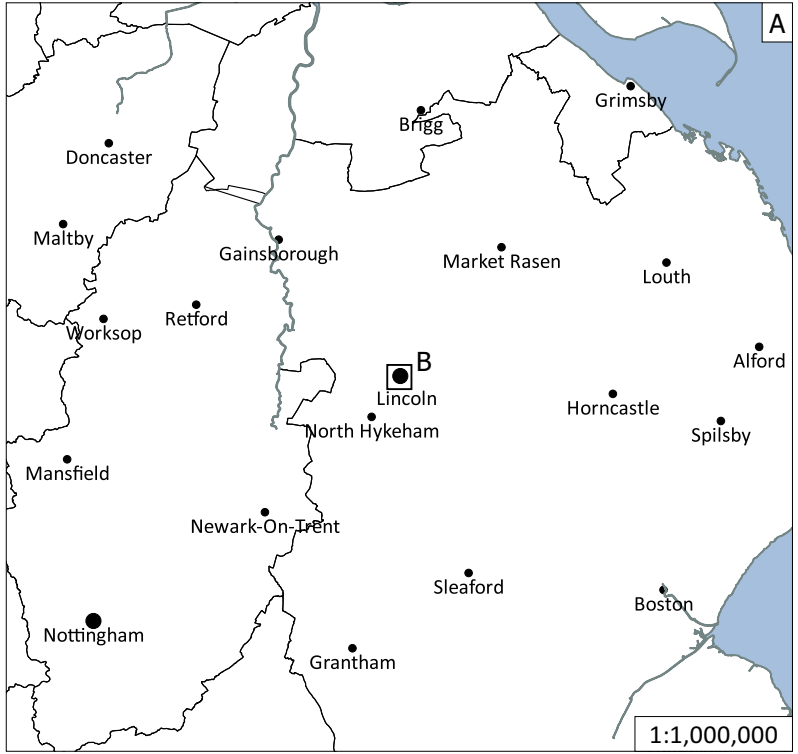 A
Grimsby
Brigg
Doncaster
Maltby
Gainsborough
Market Rasen
Louth
Retford
Worksop
Alford
B
Lincoln
Horncastle
North Hykeham
Spilsby
Mansfield
Newark-On-Trent
Sleaford
Boston
Nottingham
Grantham
1:1,000,000